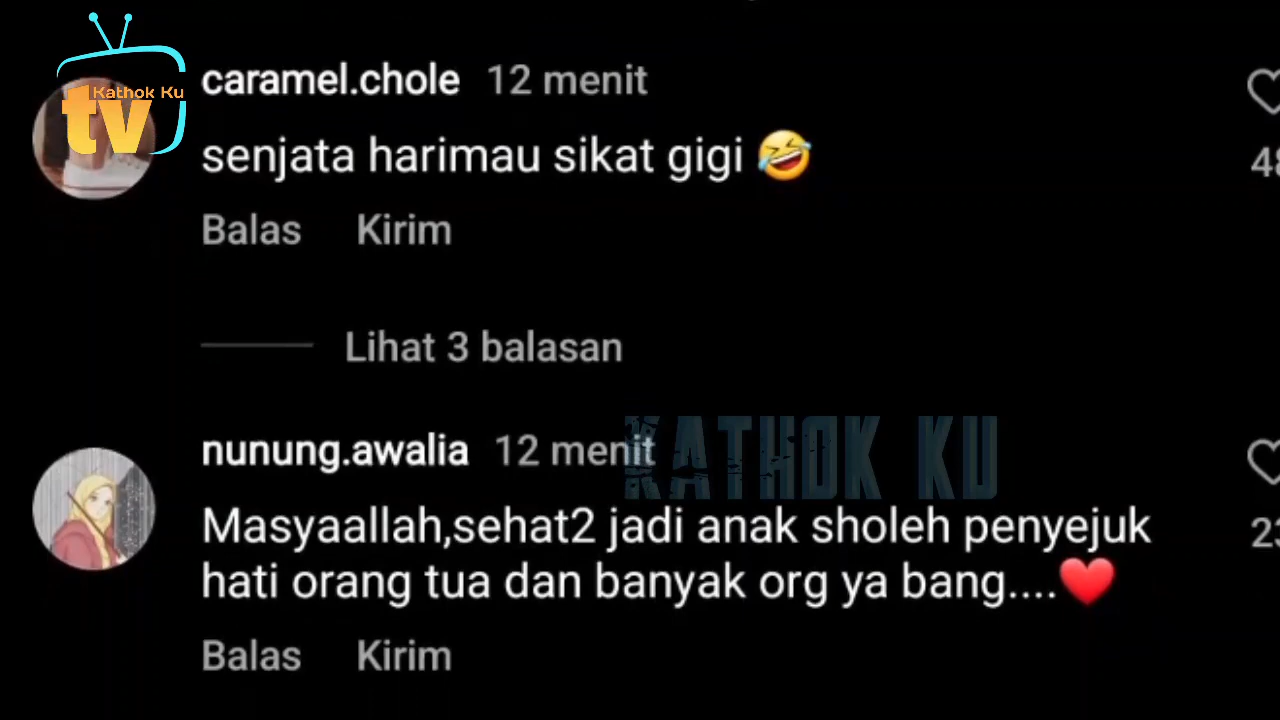 Kathok Ku
tv
caramel.chole 12 menit
senjata harimau sikat gigi 🤣
Balas Kirim
Lihat 3 balasan
nunung.awalia 12 menit
KATHOK KU
Masyaallah,sehat2 jadi anak sholeh penyejuk
hati orang tua dan banyak org ya bang....❤️
Balas Kirim